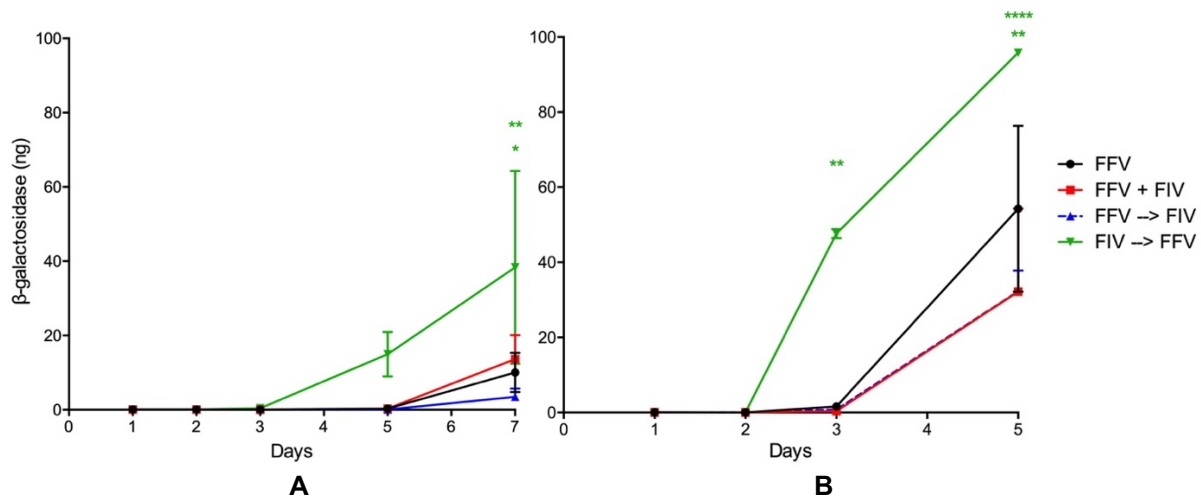 100
80
60
40
20
0
β-galactosidase (ng)
0 1 2 3 4 5 6 7
Days
**
*
A
100
80
60
40
20
0
0 1 2 3 4 5
Days
**
****
**
B
FFV
FFV + FIV
FFV --> FIV
FIV --> FFV